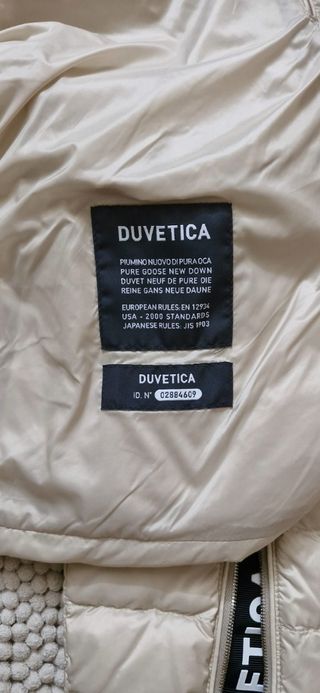 DUVETICA
PIUMINO NUOVO DI PURA OCA
PURE GOOSE NEW DOWN
DUVET NEUF DE PURE OIE
REINE GANS NEUE DAUNE
EUROPEAN RULES: EN 12934
USA - 2000 STANDARDS
JAPANESE RULES: JIS 1903
DUVETICA
ID. N° 02884609
ETICA